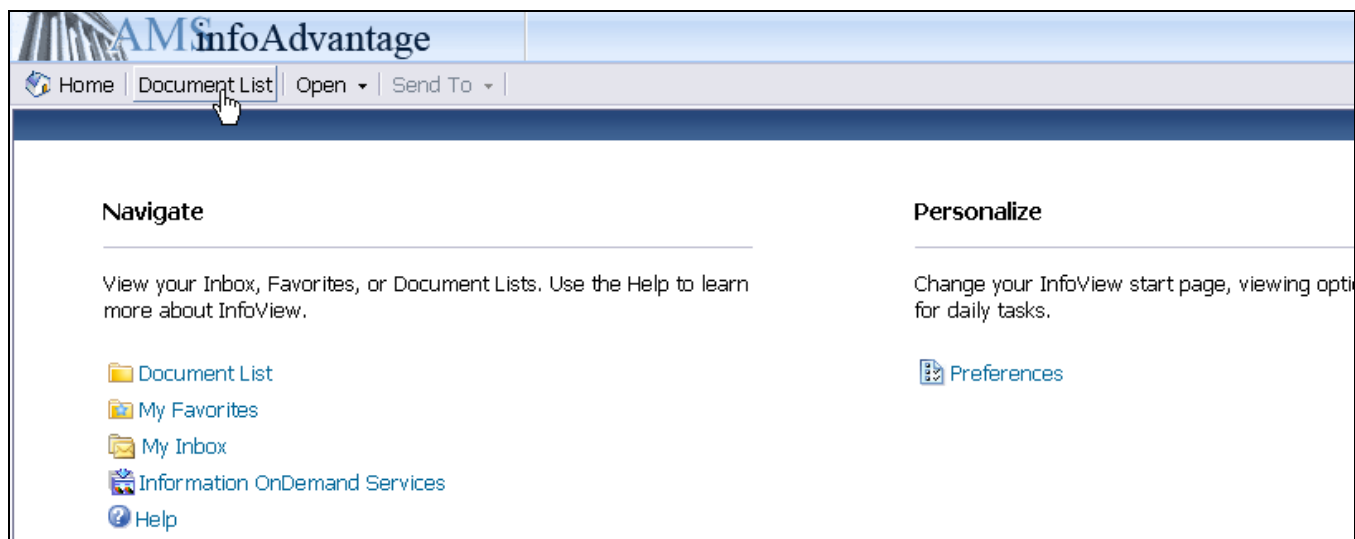 AMS infoAdvantage
Home Document List Open Send To
Navigate
View your Inbox, Favorites, or Document Lists. Use the Help to learn
more about InfoView.
Document List
My Favorites
My Inbox
Information OnDemand Services
Help
Personalize
Change your InfoView start page, viewing opti
for daily tasks.
Preferences